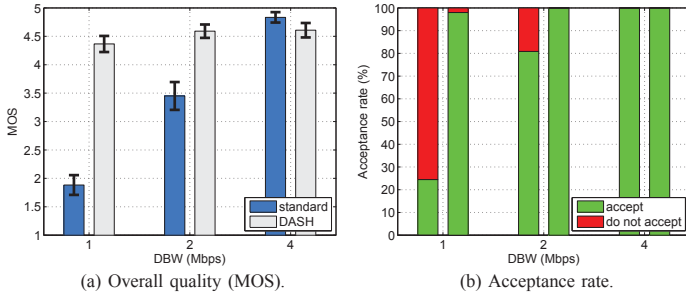 5
4.5
4
3.5
3
2.5
2
1.5
1
MOS
1 2 4
DBW (Mbps)
standard
DASH
(a) Overall quality (MOS).
100
90
80
70
60
50
40
30
20
10
0
Acceptance rate (%)
1 2 4
DBW (Mbps)
accept
do not accept
(b) Acceptance rate.